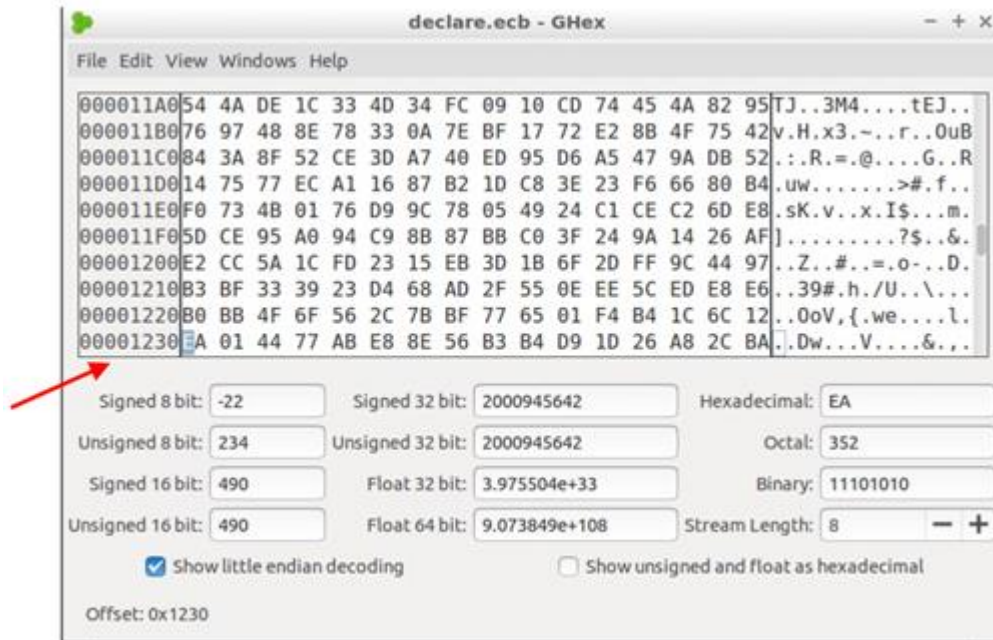 declare.ecb - GHex
File Edit View Windows Help
000011A0 54 4A DE 1C 33 4D 34 FC 09 10 CD 74 45 4A 82 95 TJ..3M4....tEJ..
000011B0 76 97 48 8E 78 33 0A 7E BF 17 72 E2 8B 4F 75 42 v.H.x3.~..r..OuB
000011C0 84 3A 8F 52 CE 3D A7 40 ED 95 D6 A5 47 9A DB 52 .:.R.=.@....G..R
000011D0 14 75 77 EC A1 16 87 B2 1D C8 3E 23 F6 66 80 B4 .uw.......>#.f..
000011E0 F0 73 4B 01 76 D9 9C 78 05 49 24 C1 CE C2 6D E8 .sK.v..x.I$...m.
000011F0 5D CE 95 A0 94 C9 8B 87 BB C0 3F 24 9A 14 26 AF ].........?$..&.
00001200 E2 CC 5A 1C FD 23 15 EB 3D 1B 6F 2D FF 9C 44 97 ..Z..#..=.o-..D.
00001210 B3 BF 33 39 23 D4 68 AD 2F 55 0E EE 5C ED E8 E6 ..39#.h./U..\...
00001220 B0 BB 4F 6F 56 2C 7B BF 77 65 01 F4 B4 1C 6C 12 ..OoV,{.we....l.
00001230 EA 01 44 77 AB E8 8E 56 B3 B4 D9 1D 26 A8 2C BA ..Dw...V....&.,.
Signed 8 bit: -22 Signed 32 bit: 2000945642 Hexadecimal: EA
Unsigned 8 bit: 234 Unsigned 32 bit: 2000945642 Octal: 352
Signed 16 bit: 490 Float 32 bit: 3.975504e+33 Binary: 11101010
Unsigned 16 bit: 490 Float 64 bit: 9.073849e+108 Stream Length: 8
Show little endian decoding Show unsigned and float as hexadecimal
Offset: 0x1230